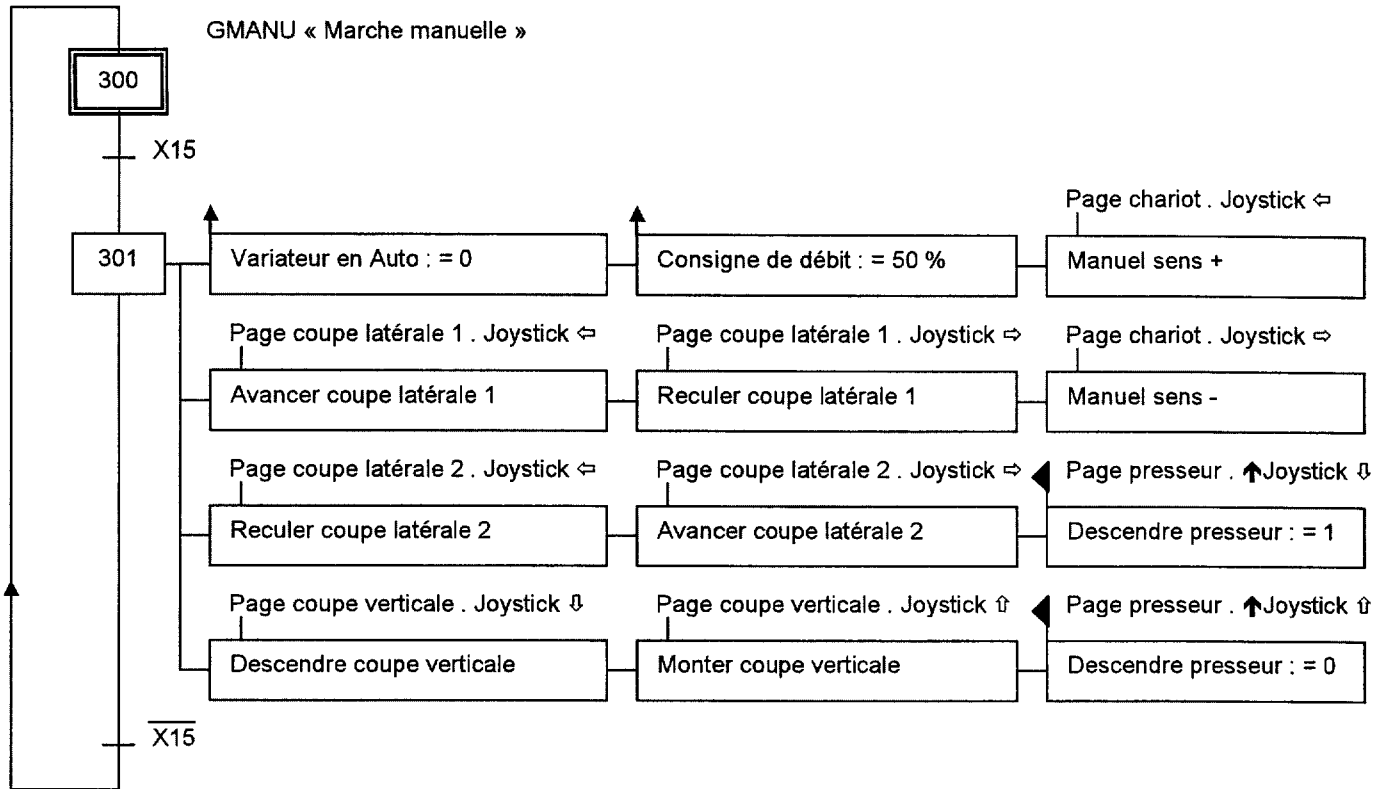 GMANU « Marche manuelle »
300
X15
Page chariot . Joystick ⇦
301
Variateur en Auto : = 0
Consigne de débit : = 50 %
Manuel sens +
Page coupe latérale 1 . Joystick ⇦
Page coupe latérale 1 . Joystick ⇨
Page chariot . Joystick ⇨
Avancer coupe latérale 1
Reculer coupe latérale 1
Manuel sens -
Page coupe latérale 2 . Joystick ⇦
Page coupe latérale 2 . Joystick ⇨
Page presseur . ↑Joystick ⇩
Reculer coupe latérale 2
Avancer coupe latérale 2
Descendre presseur : = 1
Page coupe verticale . Joystick ⇩
Page coupe verticale . Joystick ⇧
Page presseur . ↑Joystick ⇧
Descendre coupe verticale
Monter coupe verticale
Descendre presseur : = 0
X̅1̅5̅